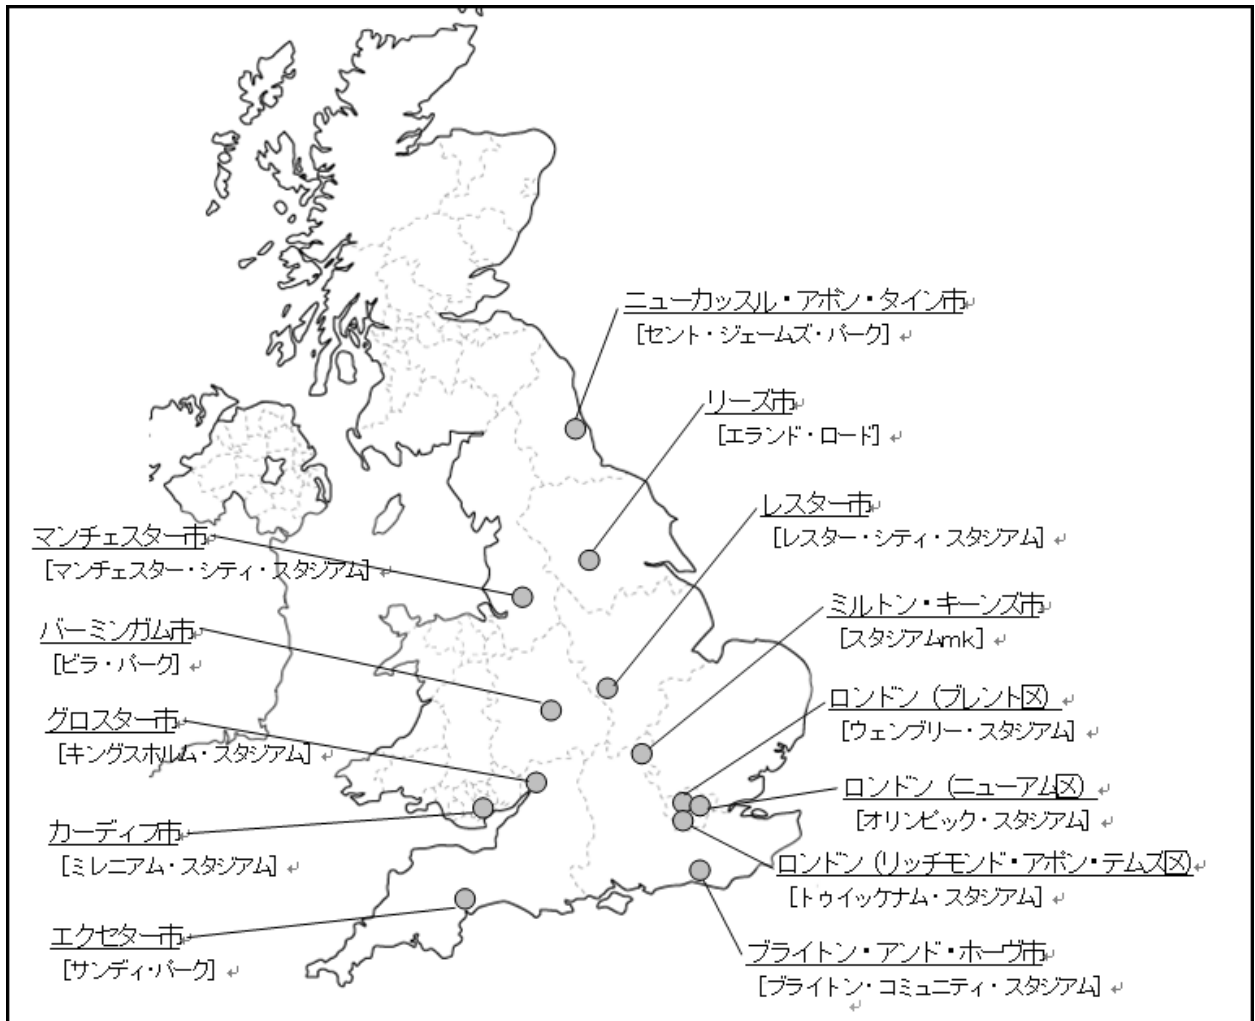 ニューカッスル・アポン・タイン市
[セント・ジェームズ・パーク]
リーズ市
[エランド・ロード]
レスター市
[レスター・シティ・スタジアム]
マンチェスター市
[マンチェスター・シティ・スタジアム]
ミルトン・キーンズ市
[スタジアムmk]
バーミンガム市
[ビラ・パーク]
ロンドン（ブレント区）
[ウェンブリー・スタジアム]
グロスター市
[キングスホルム・スタジアム]
ロンドン（ニューアム区）
[オリンピック・スタジアム]
カーディフ市
[ミレニアム・スタジアム]
ロンドン（リッチモンド・アポン・テムズ区）
[トゥイッケナム・スタジアム]
エクセター市
[サンディ・パーク]
ブライトン・アンド・ホーヴ市
[ブライトン・コミュニティ・スタジアム]